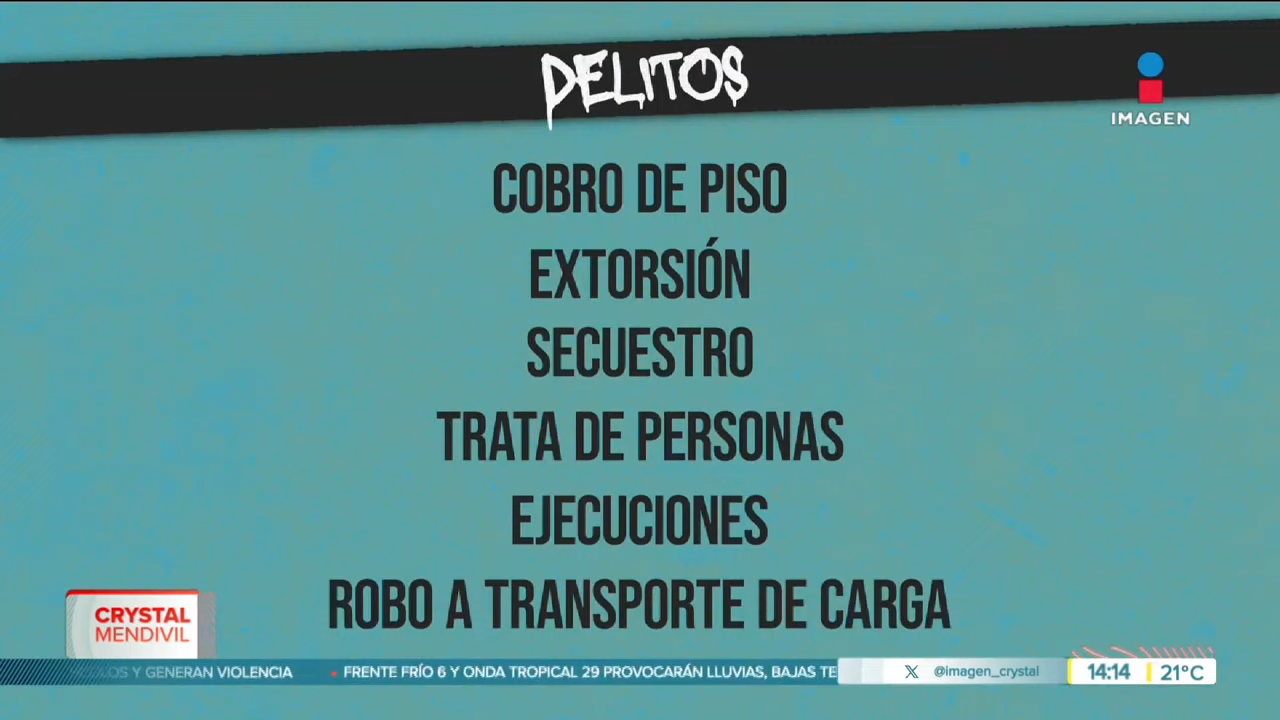 DELITOS
IMAGEN
COBRO DE PISO
EXTORSIÓN
SECUESTRO
TRATA DE PERSONAS
EJECUCIONES
ROBO A TRANSPORTE DE CARGA
CRYSTAL
MENDIVIL
Y GENERAN VIOLENCIA • FRENTE FRÍO 6 Y ONDA TROPICAL 29 PROVOCARÁN LLUVIAS, BAJAS TE
X @imagen_crystal
14:14 21°C